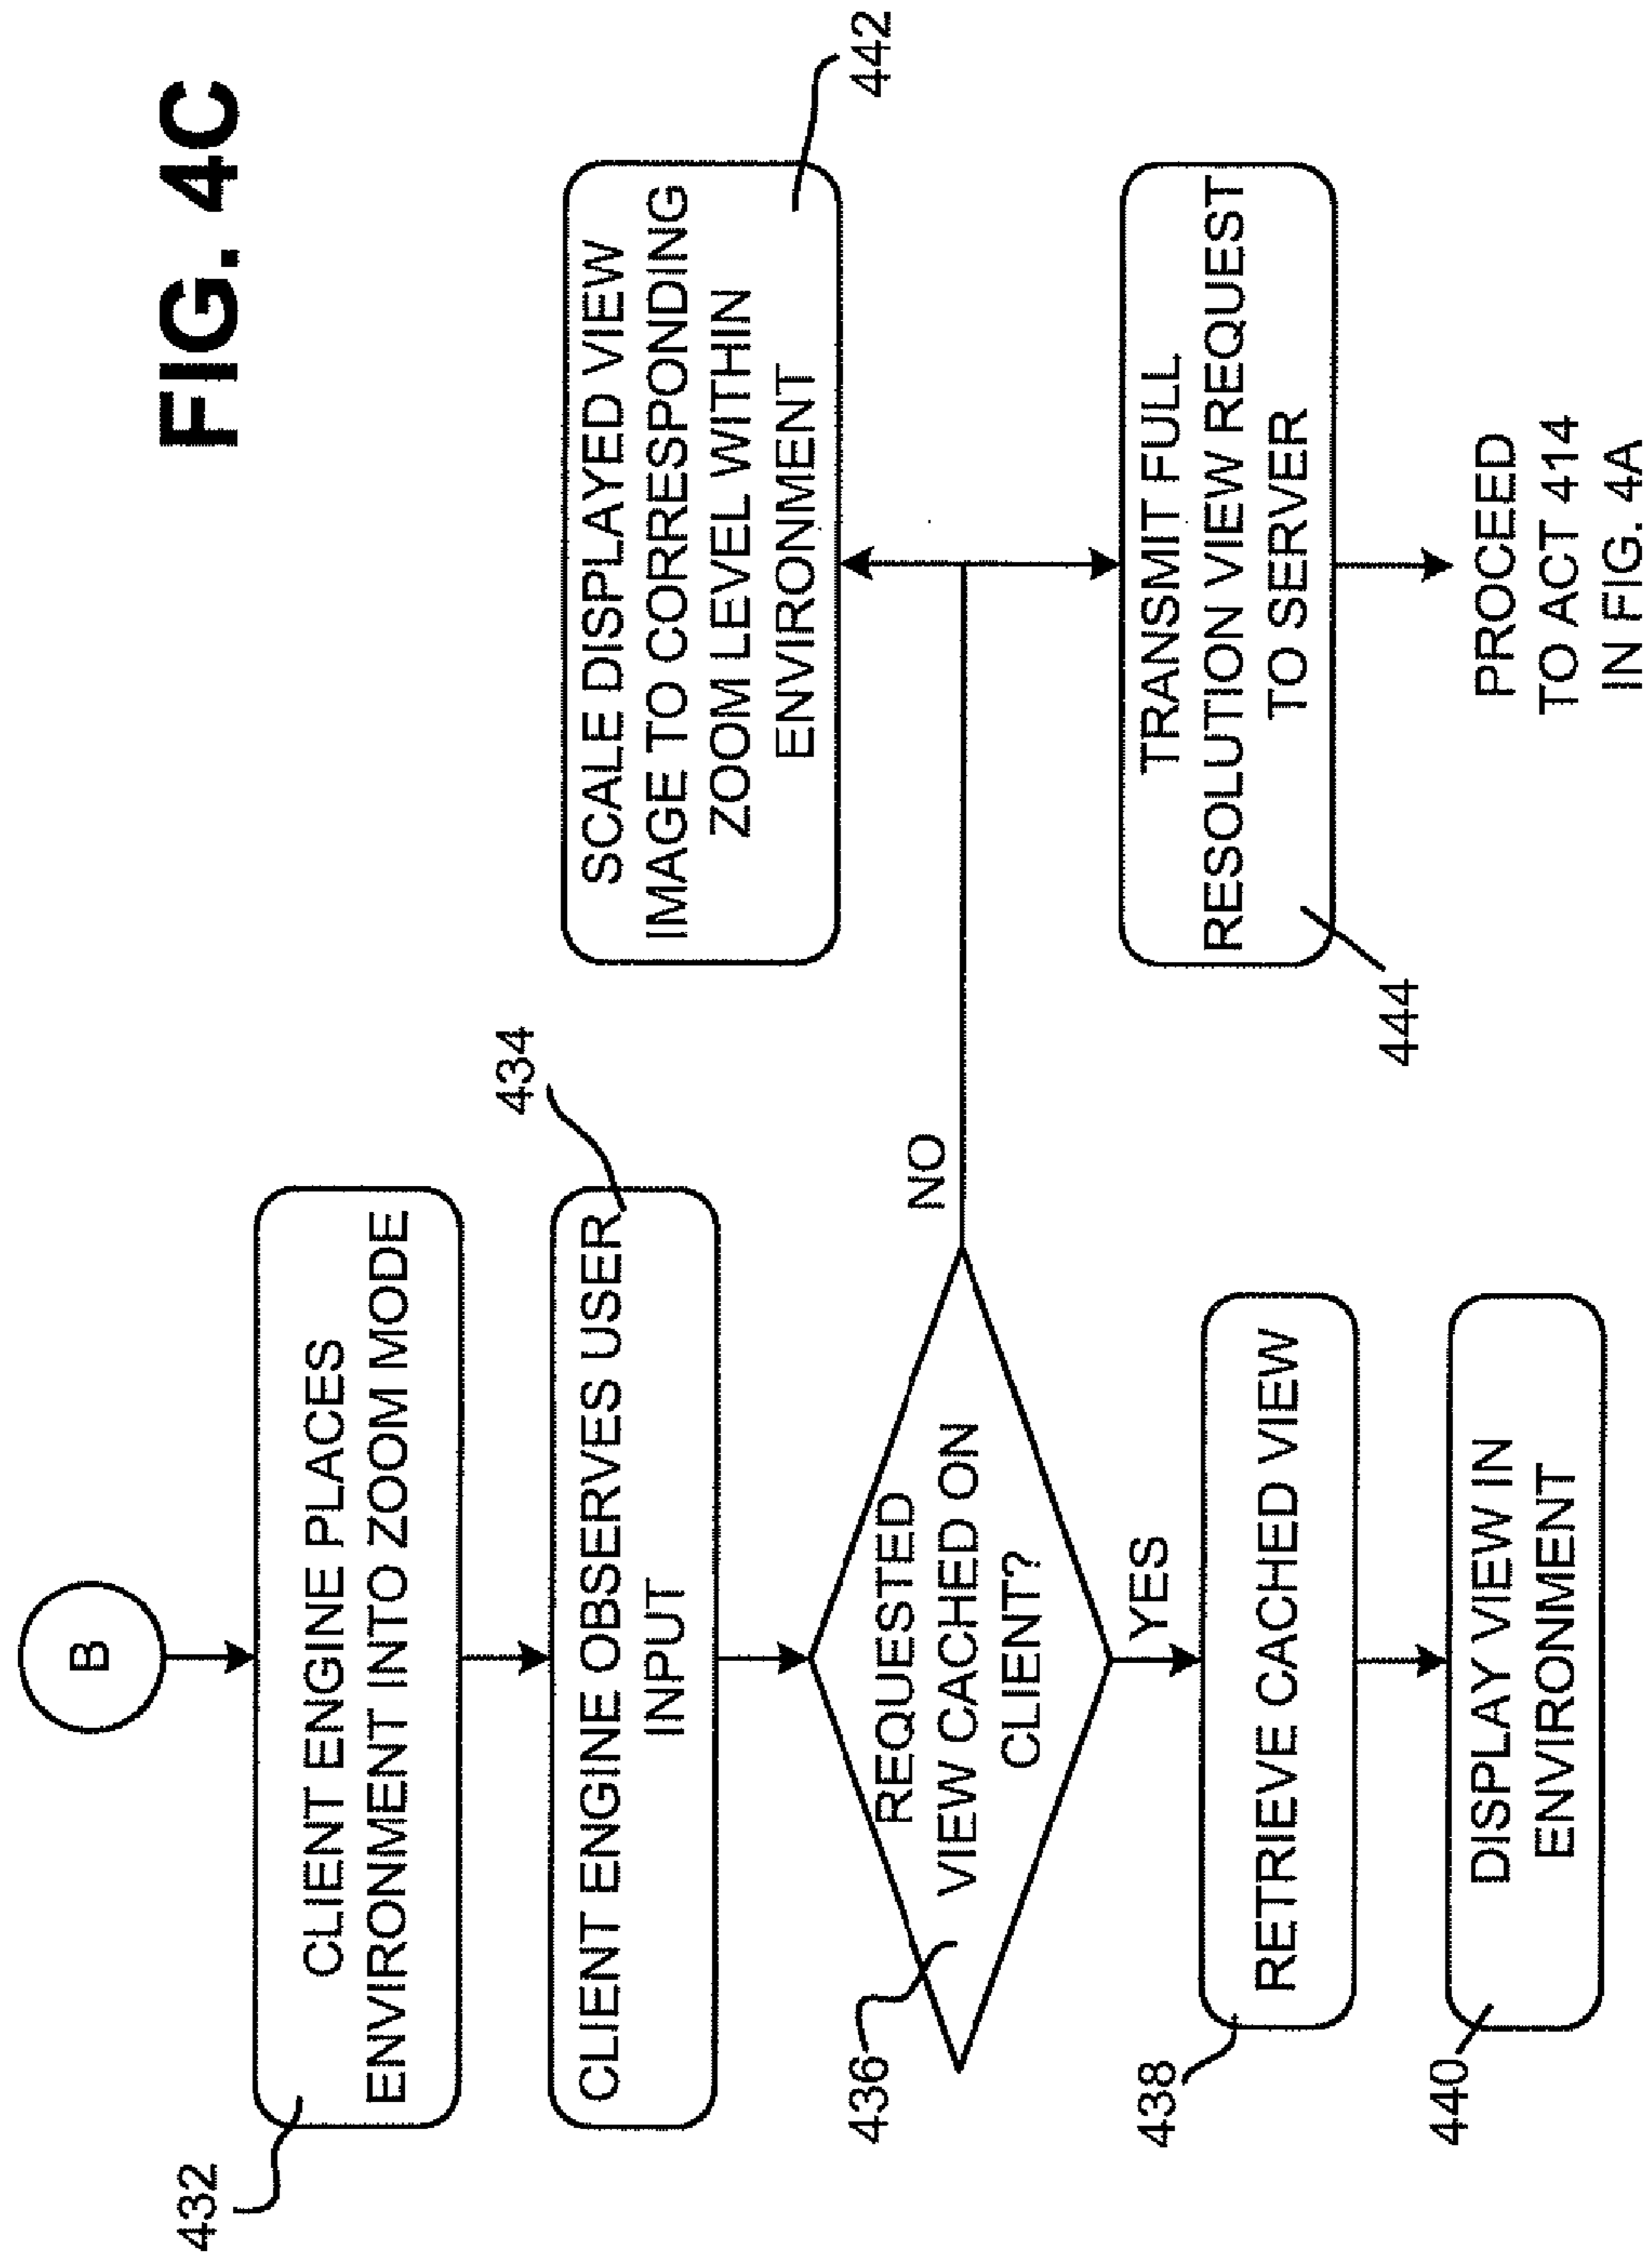 FIG. 4C
B
432
CLIENT ENGINE PLACES
ENVIRONMENT INTO ZOOM MODE
434
CLIENT ENGINE OBSERVES USER
INPUT
436
REQUESTED
VIEW CACHED ON
CLIENT?
NO
YES
438
RETRIEVE CACHED VIEW
440
DISPLAY VIEW IN
ENVIRONMENT
SCALE DISPLAYED VIEW
IMAGE TO CORRESPONDING
ZOOM LEVEL WITHIN
ENVIRONMENT
442
TRANSMIT FULL
RESOLUTION VIEW REQUEST
TO SERVER
444
PROCEED
TO ACT 414
IN FIG. 4A